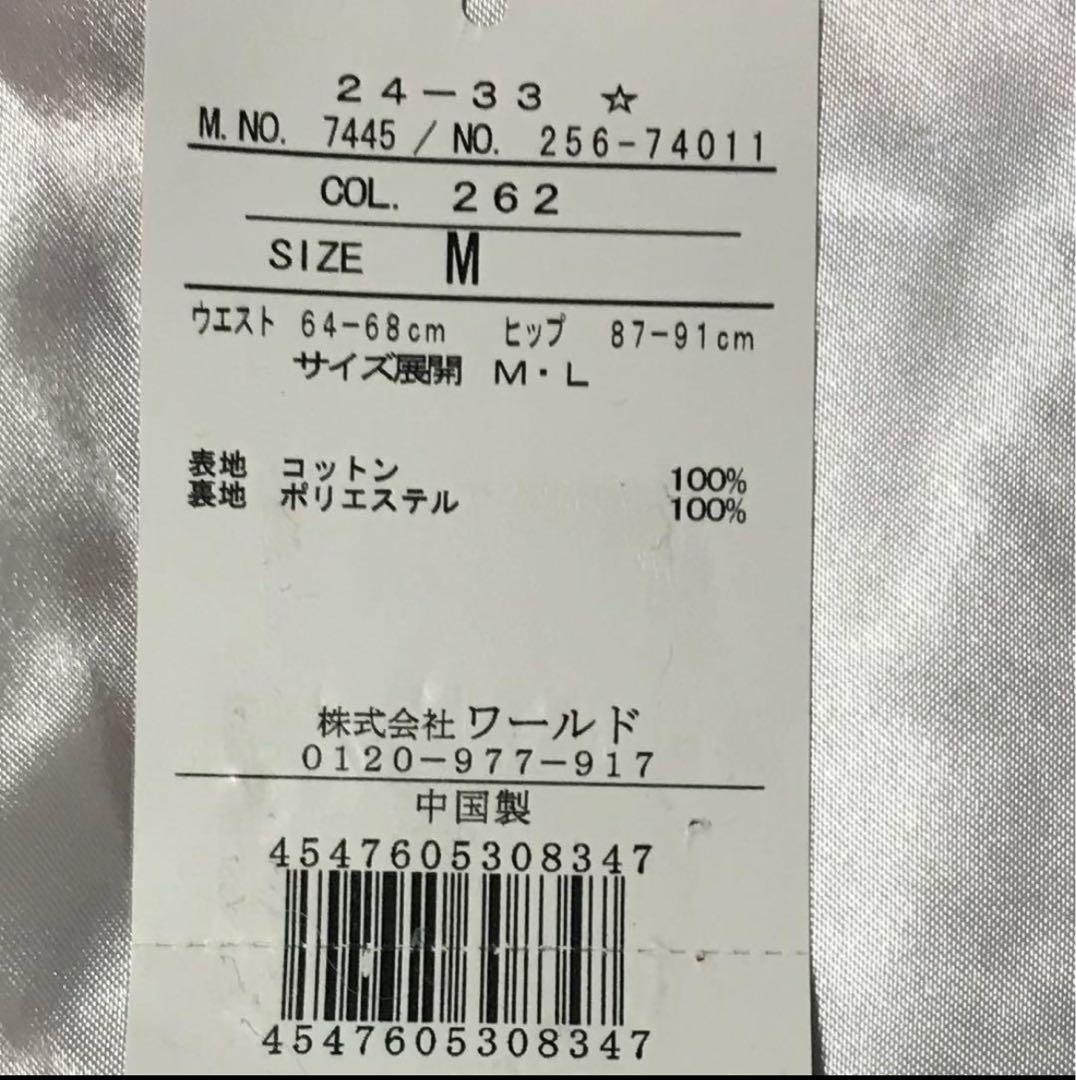 24-33 ☆
M.NO. 7445 / NO. 256-74011
COL. 262
SIZE M
ウエスト 64-68cm ヒップ 87-91cm
サイズ展開 M・L
表地 コットン 100%
裏地 ポリエステル 100%
株式会社 ワールド
0120-977-917
中国製
4547605308347
4547605308347